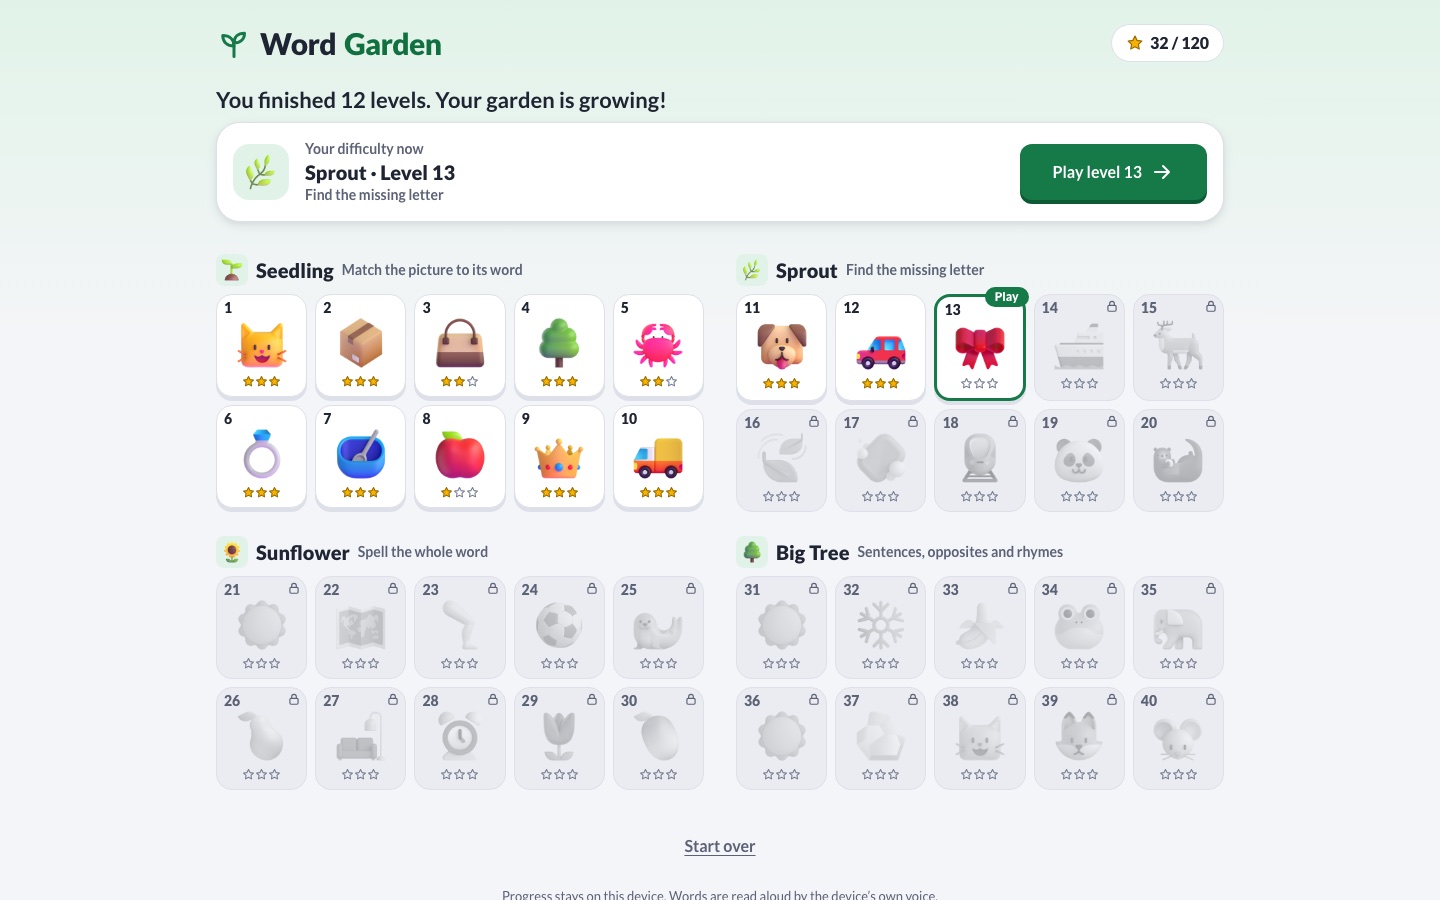 Word Garden
32 / 120
You finished 12 levels. Your garden is growing!
Your difficulty now
Sprout · Level 13
Find the missing letter
Play level 13
Seedling Match the picture to its word
1 2 3 4 5
6 7 8 9 10
Sprout Find the missing letter
11 12 13 Play 14 15
16 17 18 19 20
Sunflower Spell the whole word
21 22 23 24 25
26 27 28 29 30
Big Tree Sentences, opposites and rhymes
31 32 33 34 35
36 37 38 39 40
Start over
Progress stays on this device. Words are read aloud by the device's own voice.